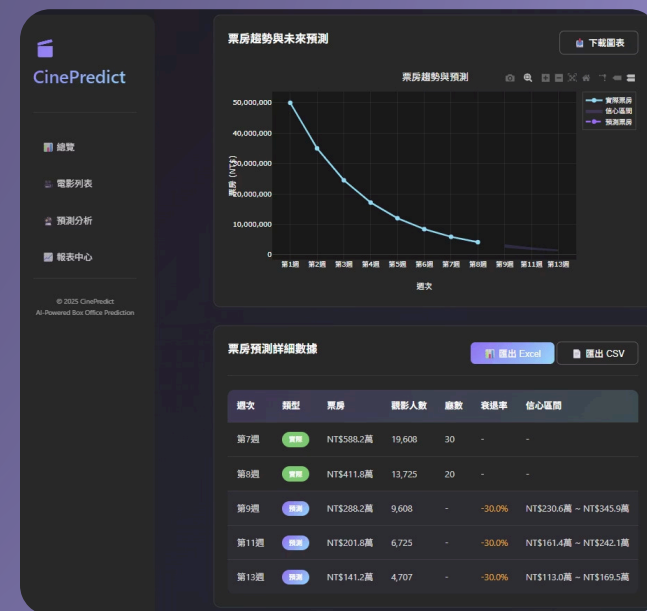 CinePredict
總覽
電影列表
預測分析
報表中心
© 2025 CinePredict
AI-Powered Box Office Prediction
票房趨勢與未來預測
下載圖表
票房趨勢與預測
實際票房
信心區間
預測票房
票房 (NT$)
50,000,000
40,000,000
30,000,000
20,000,000
10,000,000
0
第1週 第2週 第3週 第4週 第5週 第6週 第7週 第8週 第9週 第11週 第13週
週次
票房預測詳細數據
匯出 Excel
匯出 CSV
週次 類型 票房 觀影人數 廳數 衰退率 信心區間
第7週 實際 NT$588.2萬 19,608 30 - -
第8週 實際 NT$411.8萬 13,725 20 - -
第9週 預測 NT$288.2萬 9,608 - -30.0% NT$230.6萬 ~ NT$345.9萬
第11週 預測 NT$201.8萬 6,725 - -30.0% NT$161.4萬 ~ NT$242.1萬
第13週 預測 NT$141.2萬 4,707 - -30.0% NT$113.0萬 ~ NT$169.5萬